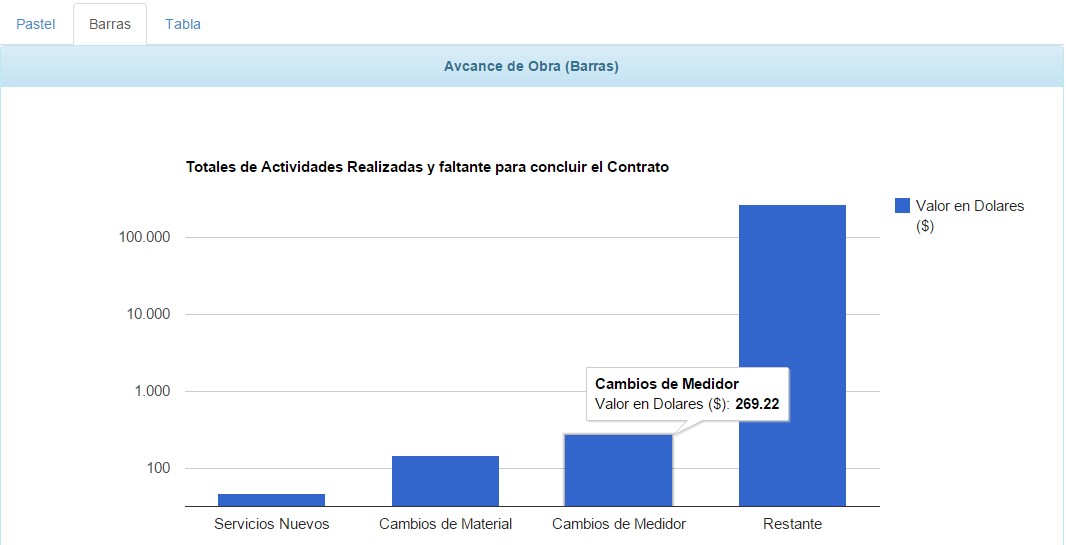 Pastel
Barras
Tabla
Avcance de Obra (Barras)
Totales de Actividades Realizadas y faltante para concluir el Contrato
Valor en Dolares
($)
100.000
10.000
1.000
100
Cambios de Medidor
Valor en Dolares ($): 269.22
Servicios Nuevos
Cambios de Material
Cambios de Medidor
Restante